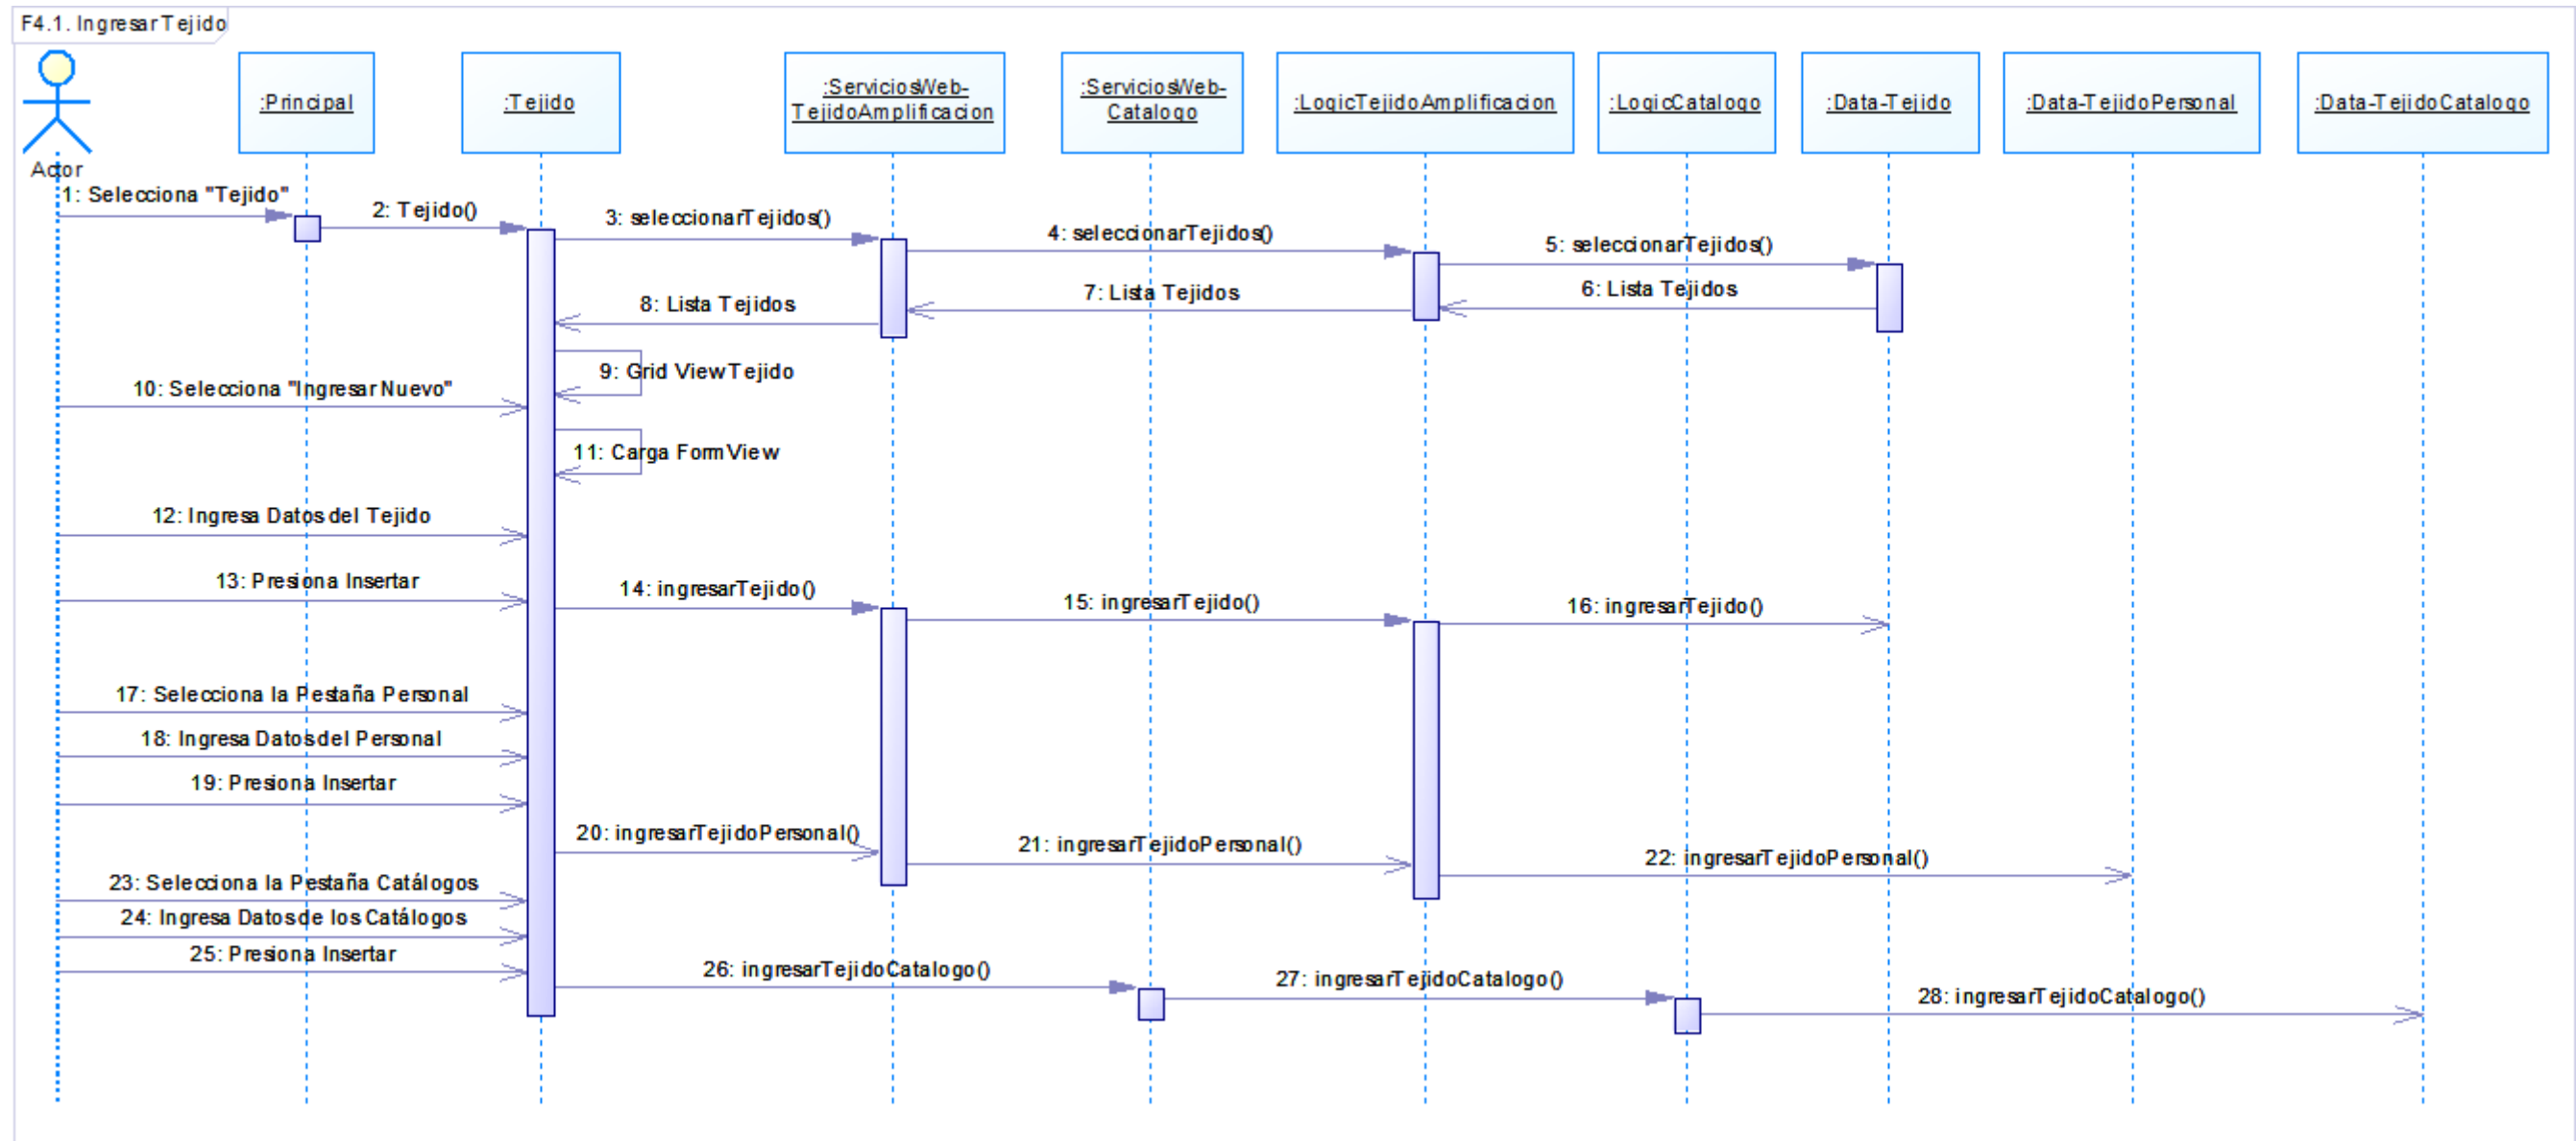 F4.1. IngresarTejido
Actor
:Principal
:Tejido
:ServiciosWeb-
TejidoAmplificacion
:ServiciosWeb-
Catalogo
:LogicTejidoAmplificacion
:LogicCatalogo
:Data-Tejido
:Data-TejidoPersonal
:Data-TejidoCatalogo
1: Selecciona "Tejido"
2: Tejido()
3: seleccionarTejidos()
4: seleccionarTejidos()
5: seleccionarTejidos()
6: Lista Tejidos
7: Lista Tejidos
8: Lista Tejidos
9: Grid View Tejido
10: Selecciona "Ingresar Nuevo"
11: Carga FormView
12: Ingresa Datos del Tejido
13: Presiona Insertar
14: ingresarTejido()
15: ingresarTejido()
16: ingresarTejido()
17: Selecciona la Pestaña Personal
18: Ingresa Datos del Personal
19: Presiona Insertar
20: ingresarTejidoPersonal()
21: ingresarTejidoPersonal()
22: ingresarTejidoPersonal()
23: Selecciona la Pestaña Catálogos
24: Ingresa Datos de los Catálogos
25: Presiona Insertar
26: ingresarTejidoCatalogo()
27: ingresarTejidoCatalogo()
28: ingresarTejidoCatalogo()